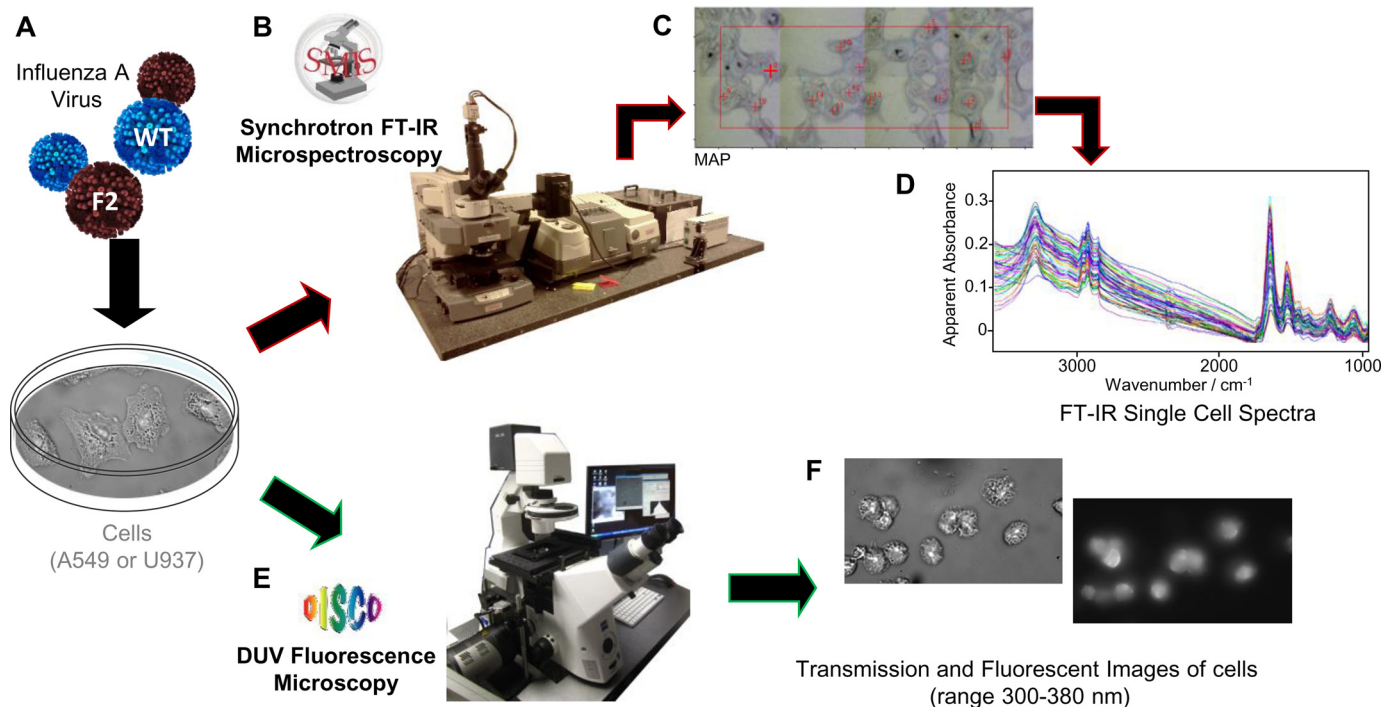 A
Influenza A
Virus
WT
F2
Cells
(A549 or U937)
B
SMIS
Synchrotron FT-IR
Microspectroscopy
C
MAP
D
Apparent Absorbance
0.3
0.2
0.1
0
3000
2000
1000
Wavenumber / cm-1
FT-IR Single Cell Spectra
E
DISCO
DUV Fluorescence
Microscopy
F
Transmission and Fluorescent Images of cells
(range 300-380 nm)